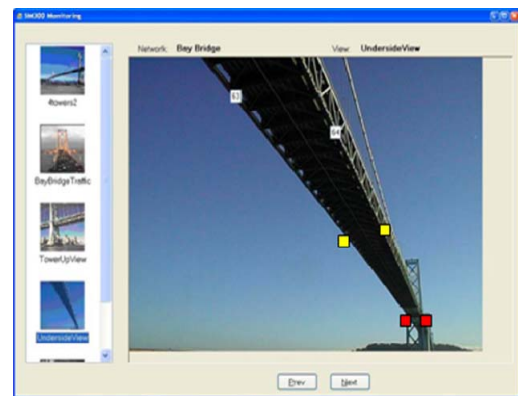 SM300 Monitoring
Network: Bay Bridge View: UndersideView
4towers2
BayBridgeTraffic
TowerUpView
UndersideView
63
64
Prev Next